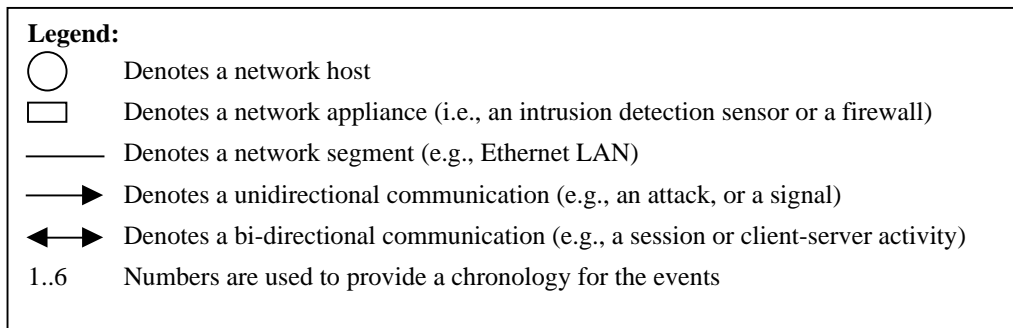 Legend:
Denotes a network host
Denotes a network appliance (i.e., an intrusion detection sensor or a firewall)
Denotes a network segment (e.g., Ethernet LAN)
Denotes a unidirectional communication (e.g., an attack, or a signal)
Denotes a bi-directional communication (e.g., a session or client-server activity)
1..6 Numbers are used to provide a chronology for the events